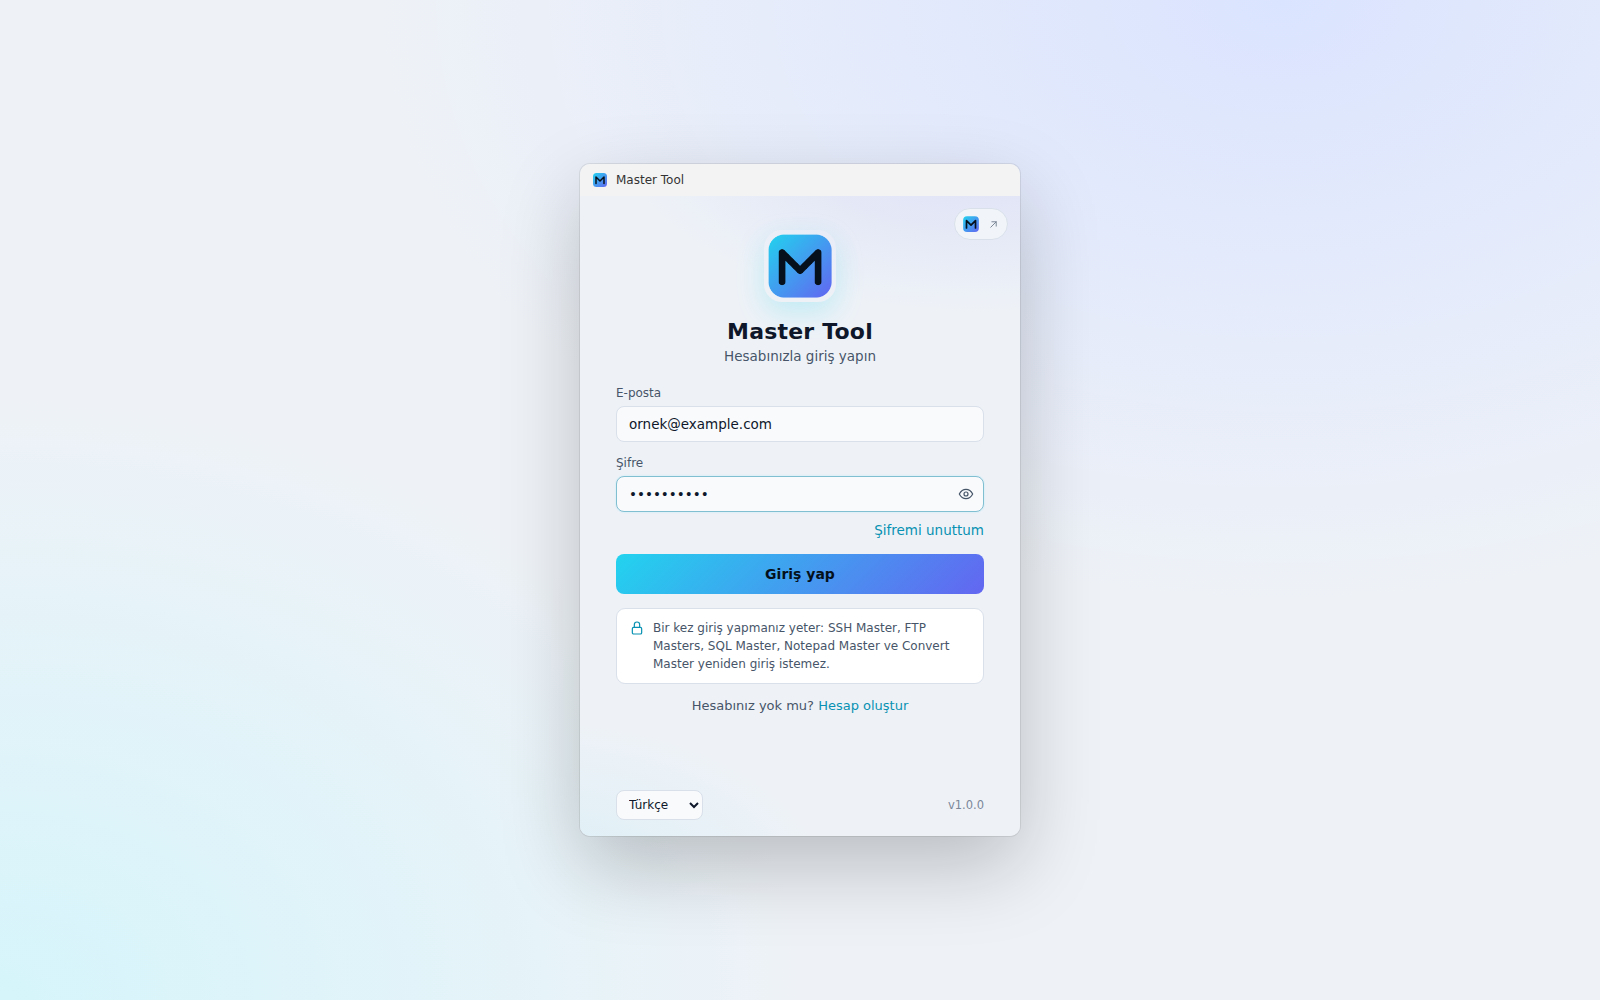 Master Tool
Master Tool
Hesabınızla giriş yapın
E-posta
ornek@example.com
Şifre
••••••••••
Şifremi unuttum
Giriş yap
Bir kez giriş yapmanız yeter: SSH Master, FTP
Masters, SQL Master, Notepad Master ve Convert
Master yeniden giriş istemez.
Hesabınız yok mu? Hesap oluştur
Türkçe
v1.0.0